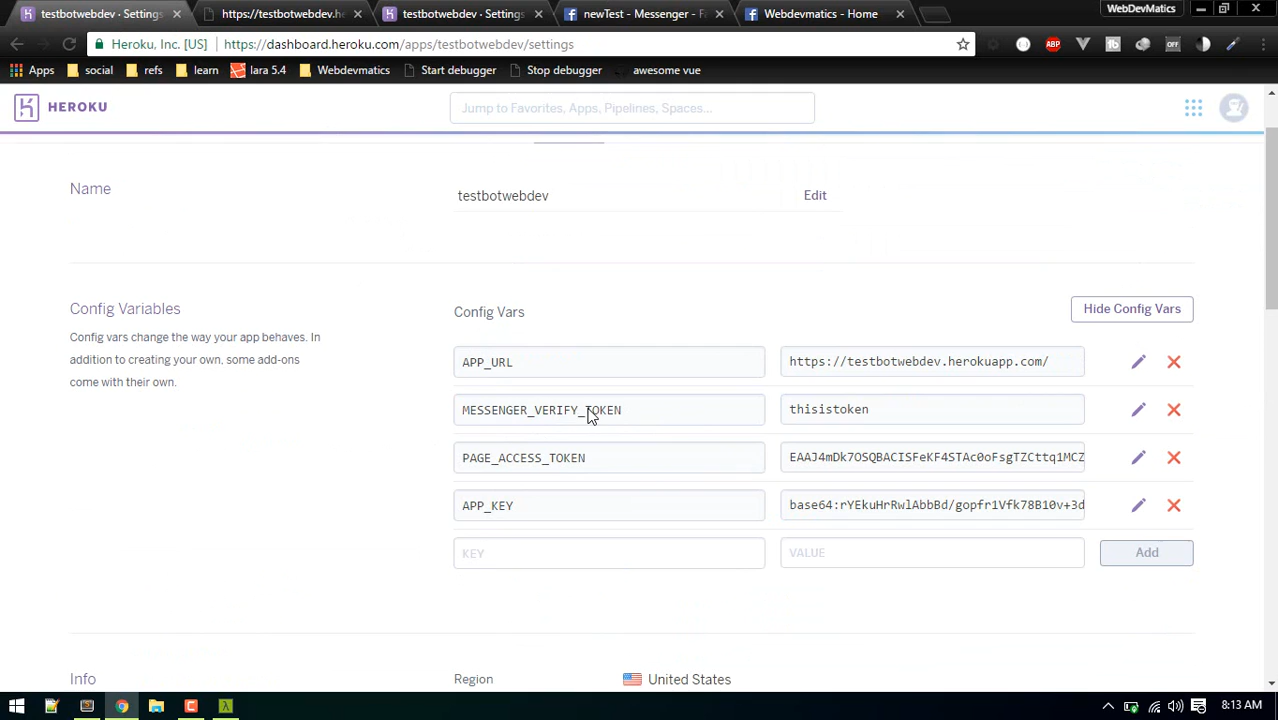 testbotwebdev · Settings
https://testbotwebdev.he
testbotwebdev · Settings
newTest - Messenger - F
Webdevmatics - Home
WebDevMatics
Heroku, Inc. [US]
https://dashboard.heroku.com/apps/testbotwebdev/settings
ABP
OFF
Apps
social
refs
learn
lara 5.4
Webdevmatics
Start debugger
Stop debugger
awesome vue
HEROKU
Jump to Favorites, Apps, Pipelines, Spaces...
Name
testbotwebdev
Edit
Config Variables
Config vars change the way your app behaves. In
addition to creating your own, some add-ons
come with their own.
Config Vars
Hide Config Vars
APP_URL
https://testbotwebdev.herokuapp.com/
MESSENGER_VERIFY_TOKEN
thisistoken
PAGE_ACCESS_TOKEN
EAAJ4mDk7OSQBACISFeKF4STAc0oFsgTZCttq1MCZ
APP_KEY
base64:rYEkuHrRwlAbbBd/gopfr1Vfk78B10v+3d
KEY
VALUE
Add
Info
Region
United States
8:13 AM